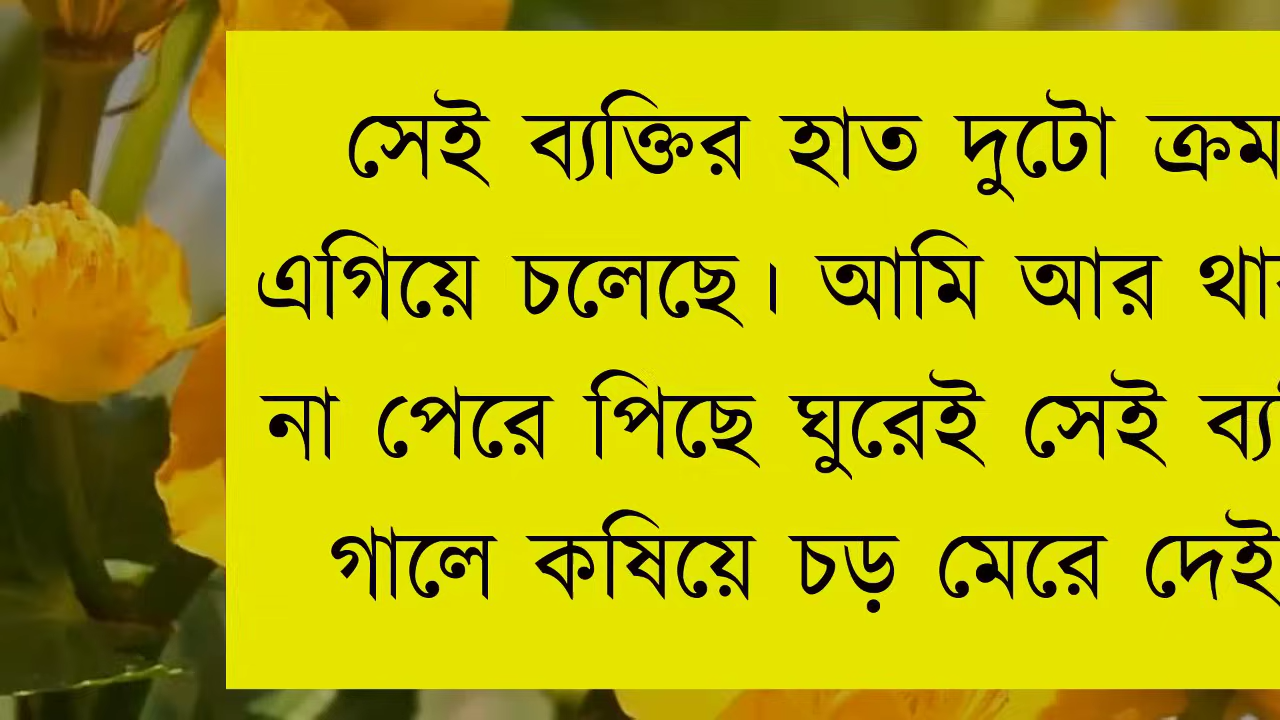 সেই ব্যক্তির হাত দুটো ক্রম
এগিয়ে চলেছে। আমি আর
না পেরে পিছে ঘুরেই সেই
গালে কষিয়ে চড় মেরে দেই